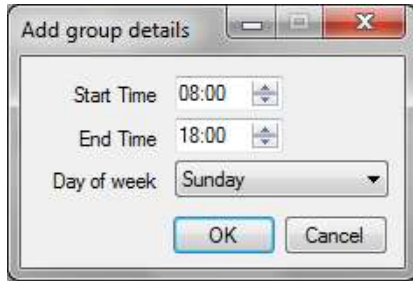 Add group details
Start Time 08:00
End Time 18:00
Day of week Sunday
OK Cancel